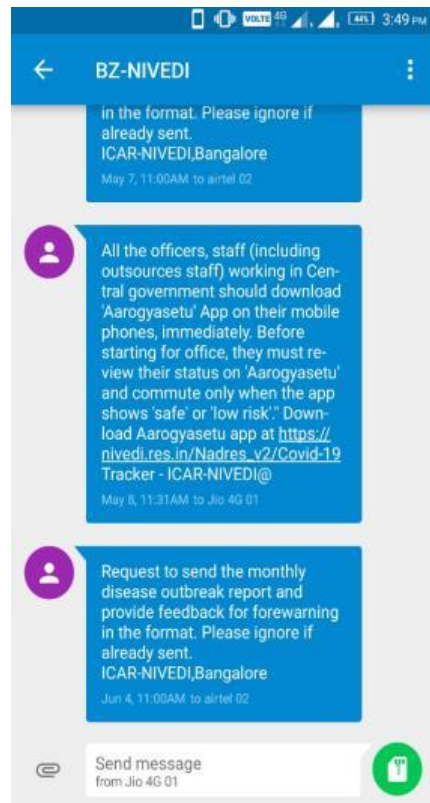 VOLTE 4G 44% 3:49 PM
BZ-NIVEDI
in the format. Please ignore if
already sent.
ICAR-NIVEDI,Bangalore
May 7, 11:00AM to airtel 02
All the officers, staff (including
outsources staff) working in Cen-
tral government should download
'Aarogyasetu' App on their mobile
phones, immediately. Before
starting for office, they must re-
view their status on 'Aarogyasetu'
and commute only when the app
shows 'safe' or 'low risk'." Down-
load Aarogyasetu app at https://
nivedi.res.in/Nadres_v2/Covid-19
Tracker - ICAR-NIVEDI@
11:31AM to Jio 4G 01
Request to send the monthly
disease outbreak report and
provide feedback for forewarning
in the format. Please ignore if
already sent.
ICAR-NIVEDI,Bangalore
Jun 4, 11:00AM to airtel 02
Send message
from Jio 4G 01